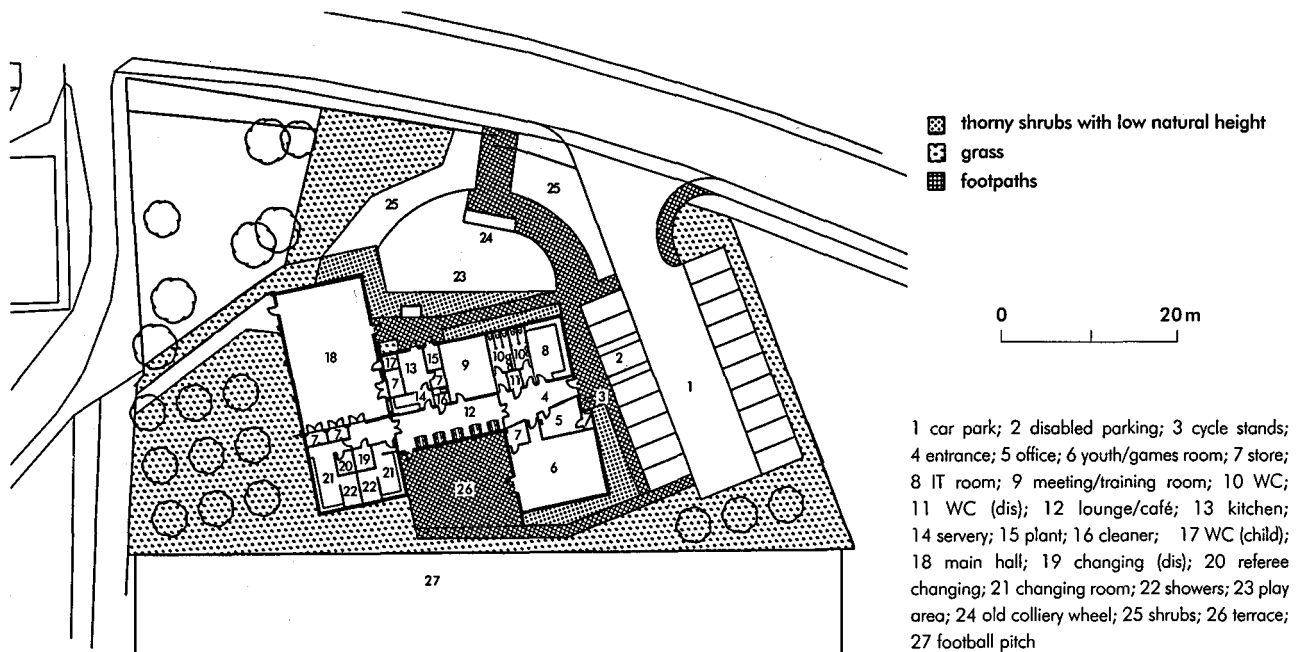 thorny shrubs with low natural height
grass
footpaths
0 20 m
1 car park; 2 disabled parking; 3 cycle stands;
4 entrance; 5 office; 6 youth/games room; 7 store;
8 IT room; 9 meeting/training room; 10 WC;
11 WC (dis); 12 lounge/café; 13 kitchen;
14 servery; 15 plant; 16 cleaner; 17 WC (child);
18 main hall; 19 changing (dis); 20 referee
changing; 21 changing room; 22 showers; 23 play
area; 24 old colliery wheel; 25 shrubs; 26 terrace;
27 football pitch
25
25
24
23
18
17
13
15
9
10
10
8
2
1
7
7
11
14
16
12
4
3
5
7
7
7
6
21
20
19
21
22
22
26
27